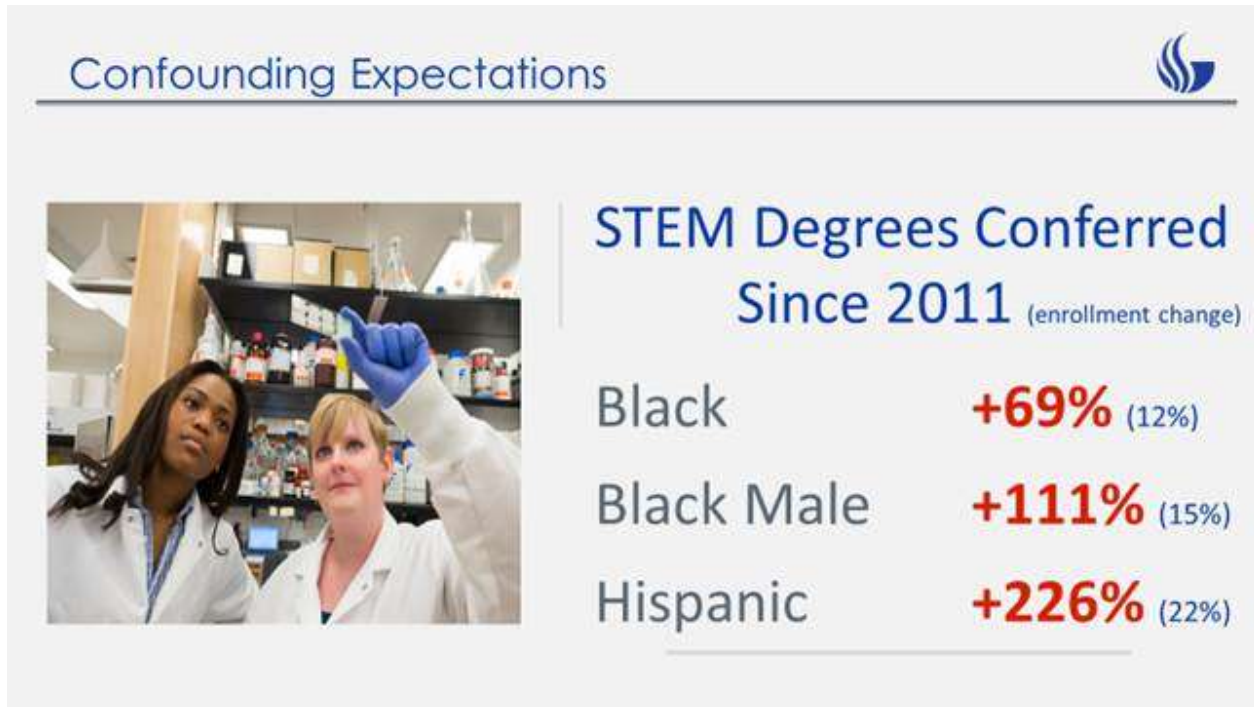 Confounding Expectations
STEM Degrees Conferred
Since 2011 (enrollment change)
Black +69% (12%)
Black Male +111% (15%)
Hispanic +226% (22%)